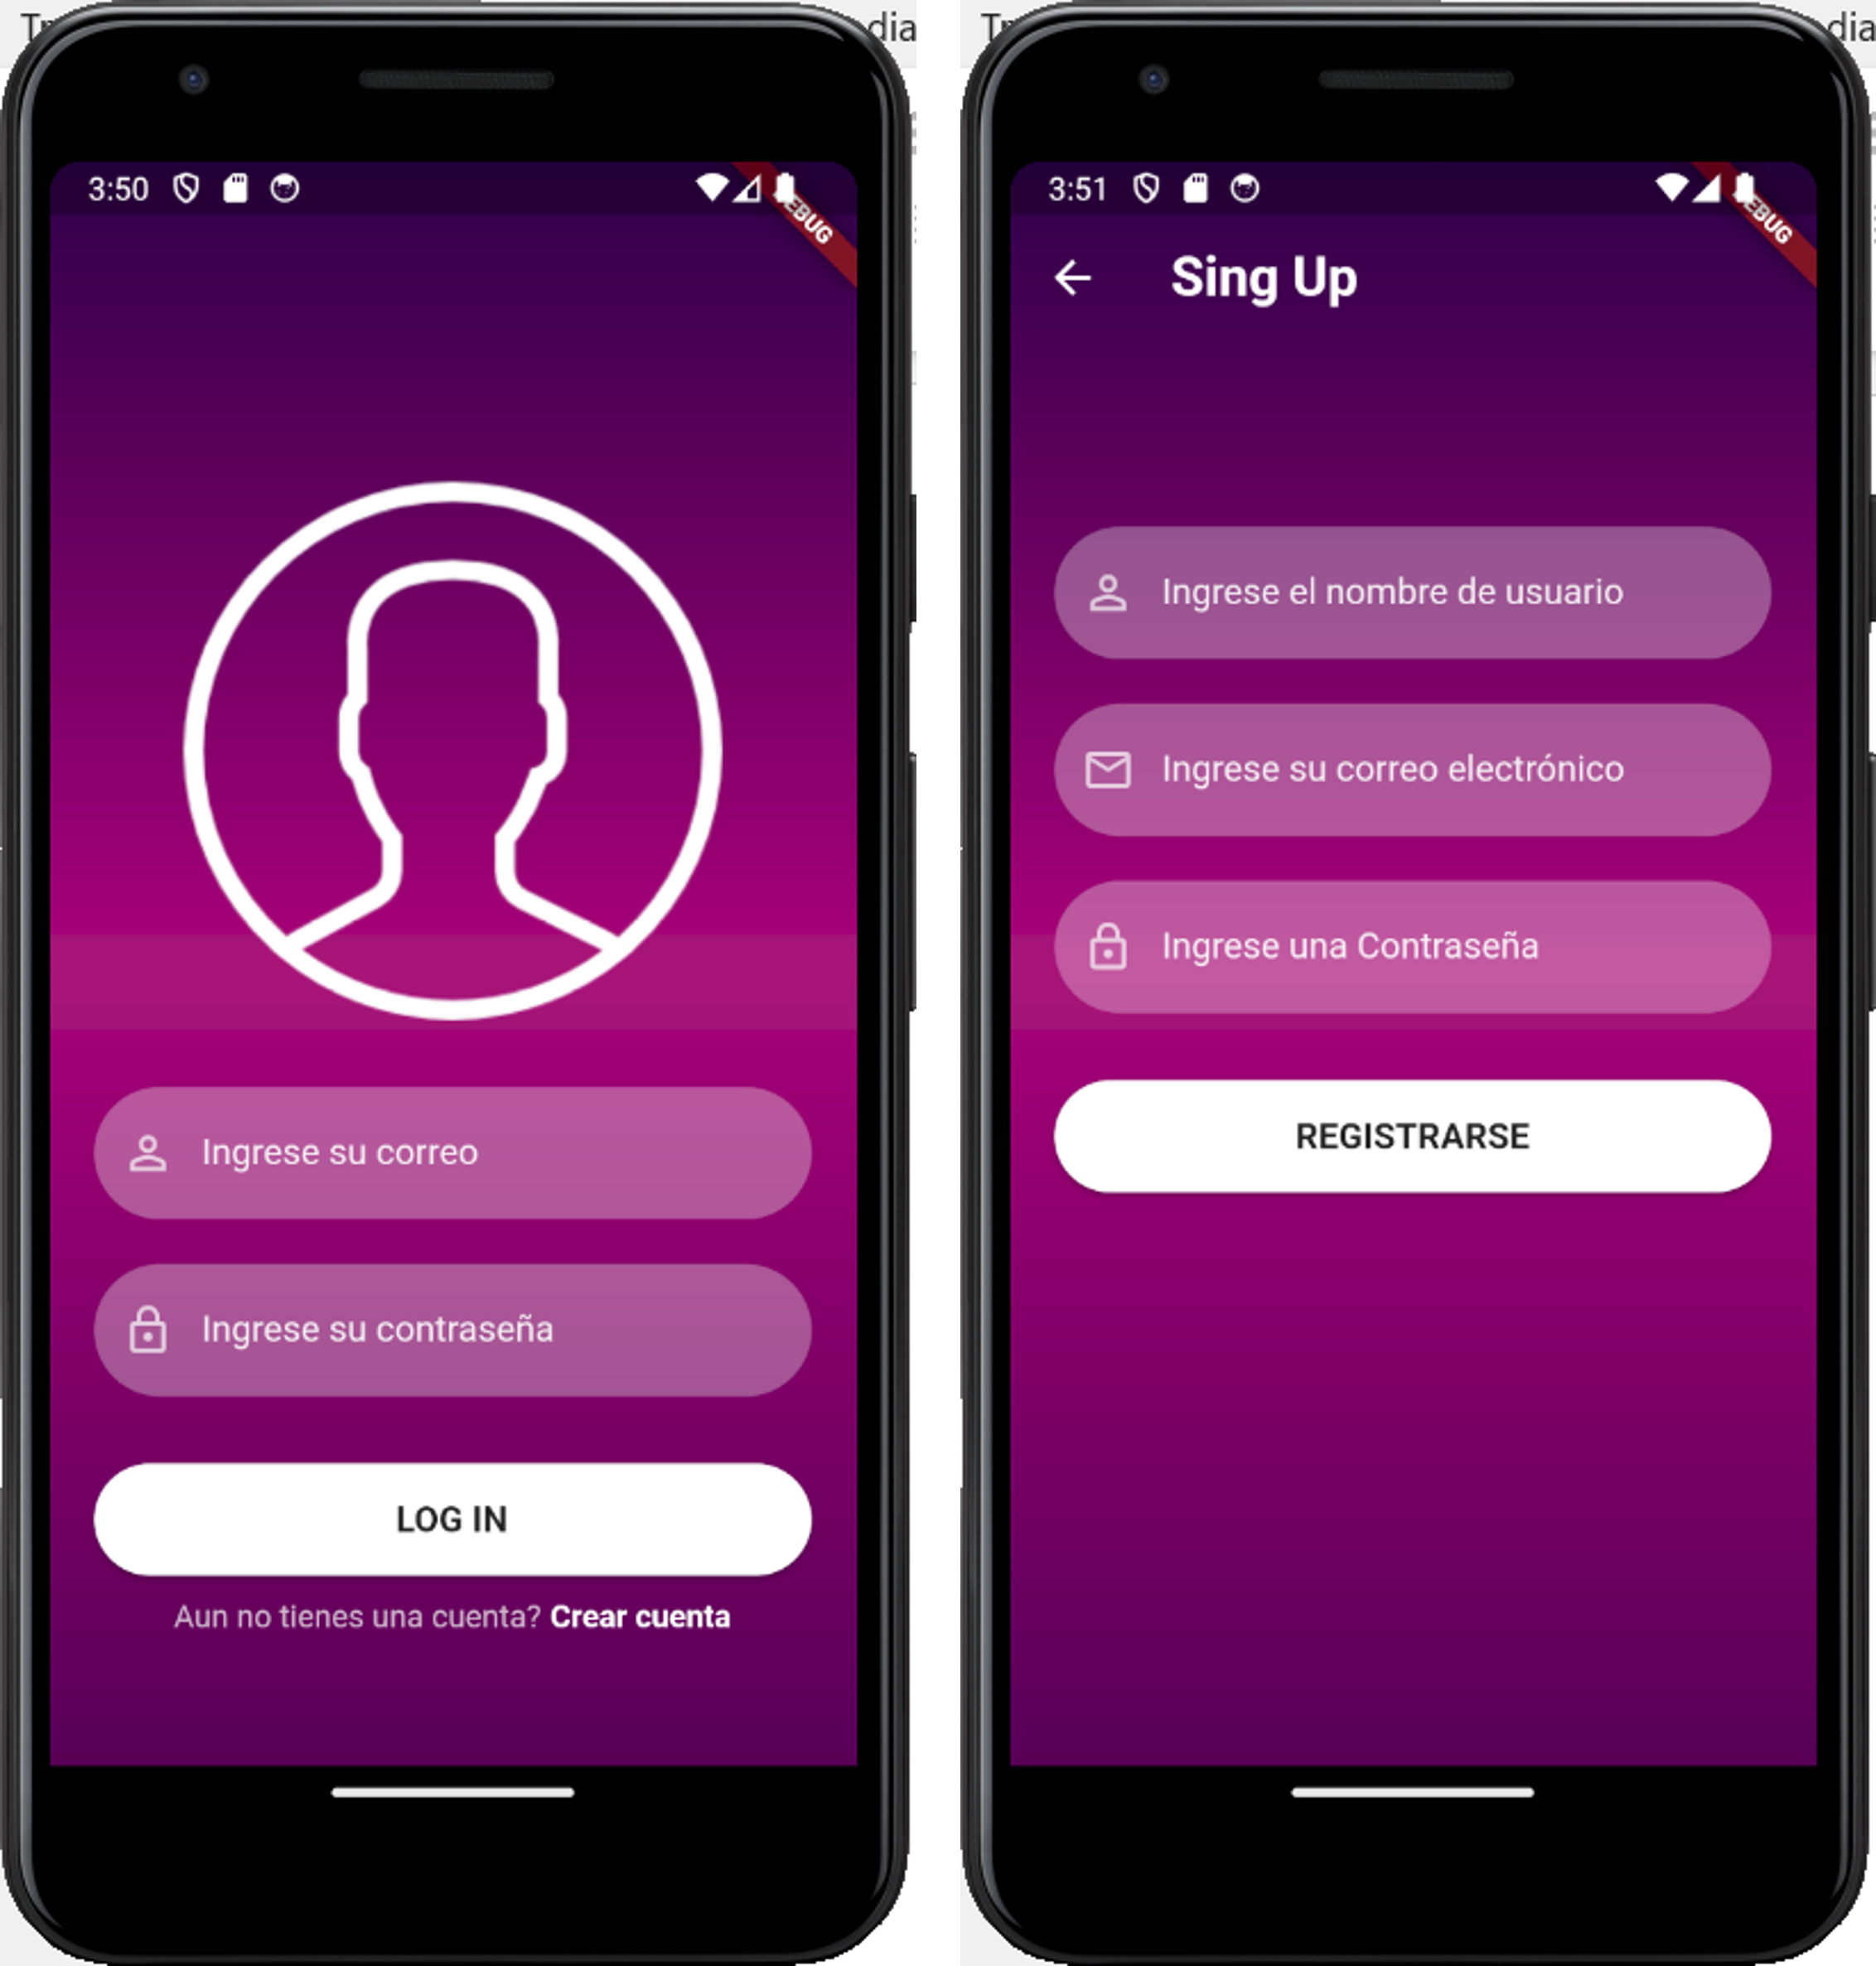 3:50
EBUG
Ingrese su correo
Ingrese su contraseña
LOG IN
Aun no tienes una cuenta? Crear cuenta
dia
3:51
EBUG
Sing Up
Ingrese el nombre de usuario
Ingrese su correo electrónico
Ingrese una Contraseña
REGISTRARSE
dia